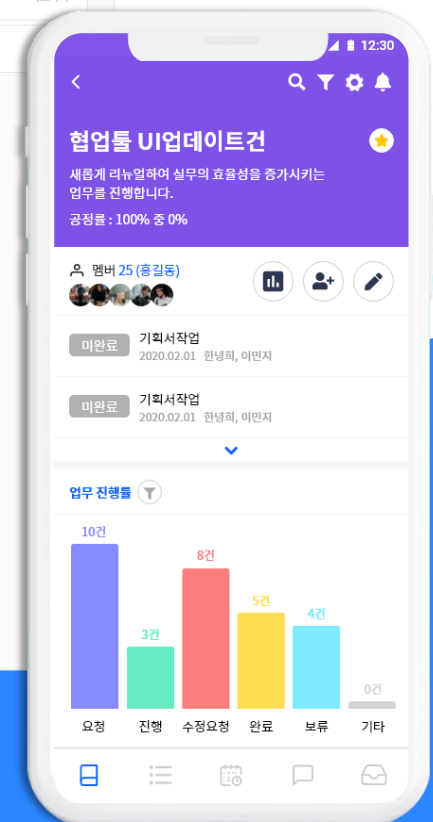 12:30
협업툴 UI업데이트건
새롭게 리뉴얼하여 실무의 효율성을 증가시키는
업무를 진행합니다.
공정률 : 100% 중 0%
멤버 25 (홍길동)
미완료 기획서작업
2020.02.01 한녕희, 이민지
미완료 기획서작업
2020.02.01 한녕희, 이민지
업무 진행률
10건
8건
5건
4건
3건
0건
요청 진행 수정요청 완료 보류 기타